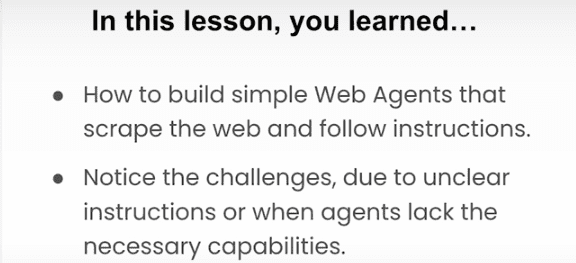 In this lesson, you learned...
● How to build simple Web Agents that
scrape the web and follow instructions.
● Notice the challenges, due to unclear
instructions or when agents lack the
necessary capabilities.